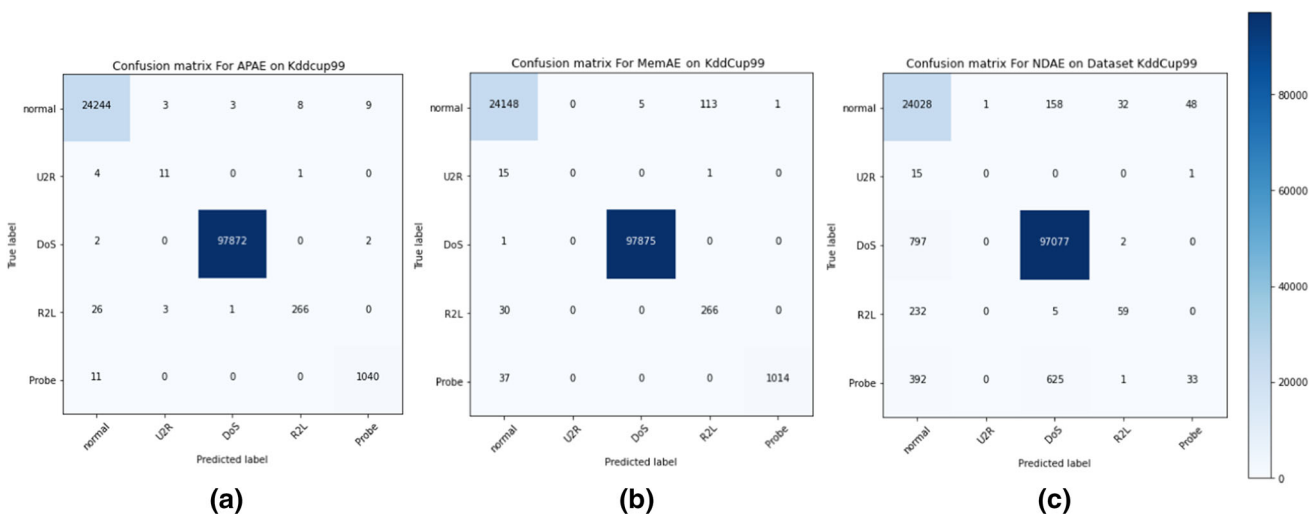 Confusion matrix For APAE on Kddcup99
normal 24244 3 3 8 9
U2R 4 11 0 1 0
DoS 2 0 97872 0 2
R2L 26 3 1 266 0
Probe 11 0 0 0 1040
True label
normal U2R DoS R2L Probe
Predicted label
(a)
Confusion matrix For MemAE on KddCup99
normal 24148 0 5 113 1
U2R 15 0 0 1 0
DoS 1 0 97875 0 0
R2L 30 0 0 266 0
Probe 37 0 0 0 1014
True label
normal U2R DoS R2L Probe
Predicted label
(b)
Confusion matrix For NDAE on Dataset KddCup99
normal 24028 1 158 32 48
U2R 15 0 0 0 1
DoS 797 0 97077 2 0
R2L 232 0 5 59 0
Probe 392 0 625 1 33
True label
normal U2R DoS R2L Probe
Predicted label
(c)
80000
60000
40000
20000
0